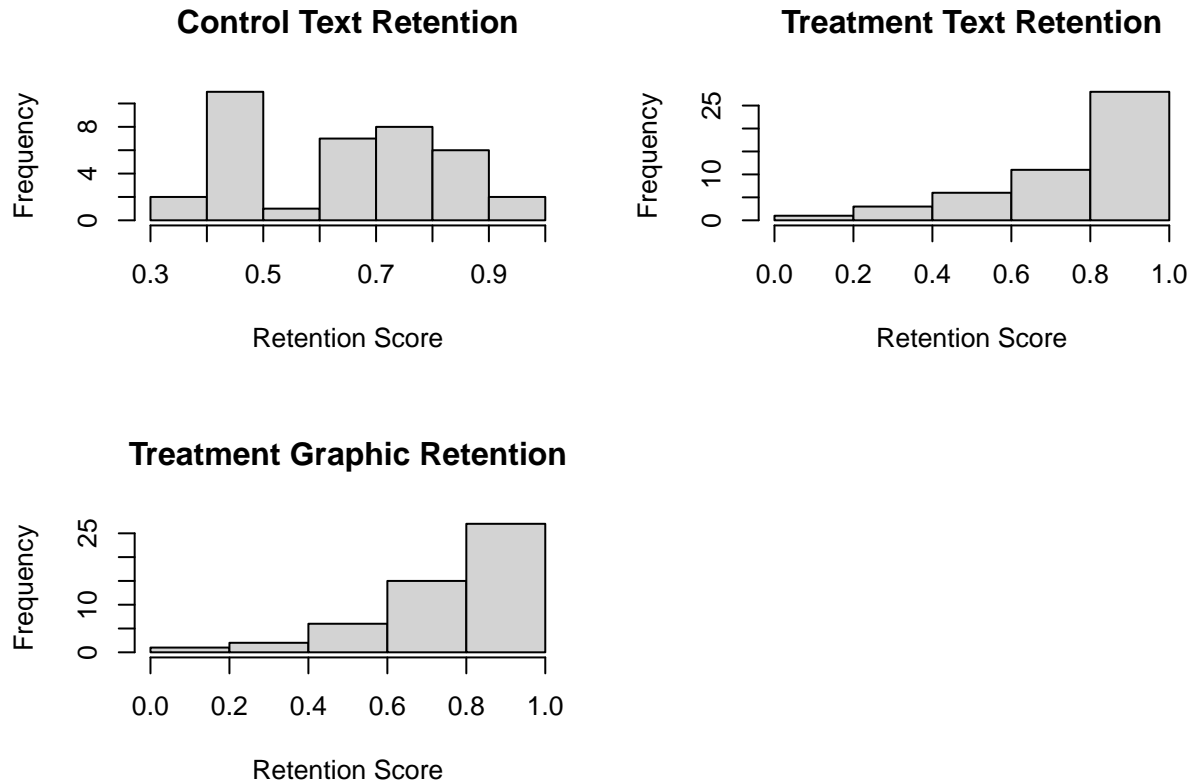 Control Text Retention
Frequency
0 4 8
0.3 0.5 0.7 0.9
Retention Score
Treatment Text Retention
Frequency
0 10 25
0.0 0.2 0.4 0.6 0.8 1.0
Retention Score
Treatment Graphic Retention
Frequency
0 10 25
0.0 0.2 0.4 0.6 0.8 1.0
Retention Score